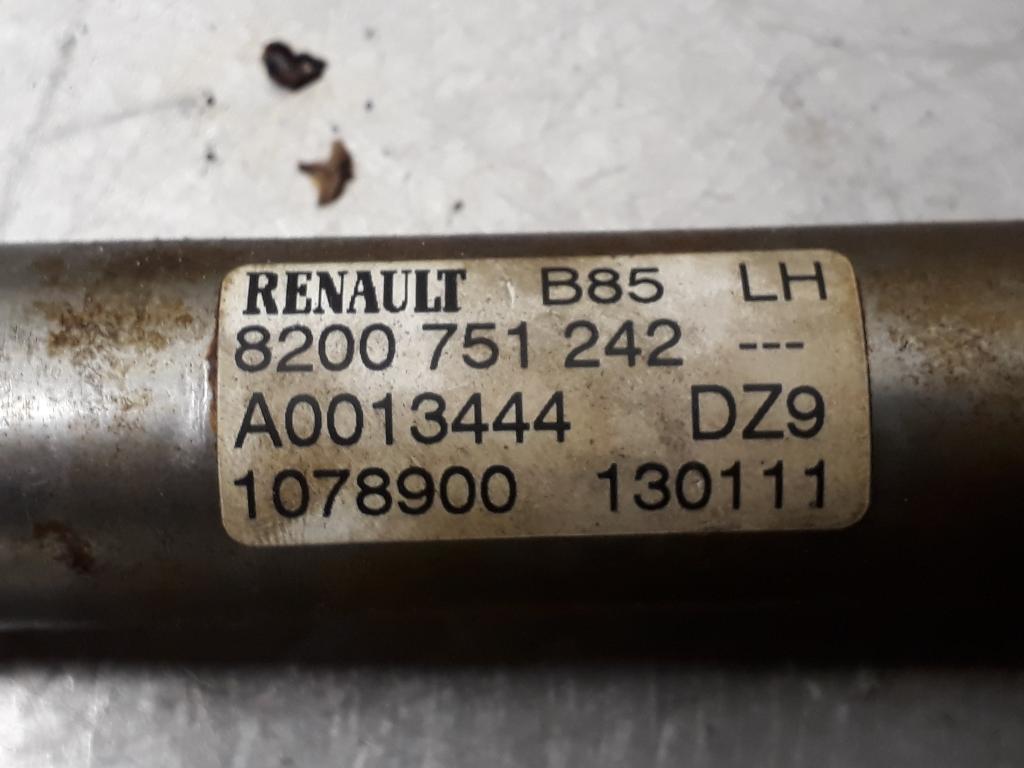 RENAULT B85 LH
8200 751 242 ---
A0013444 DZ9
1078900 130111